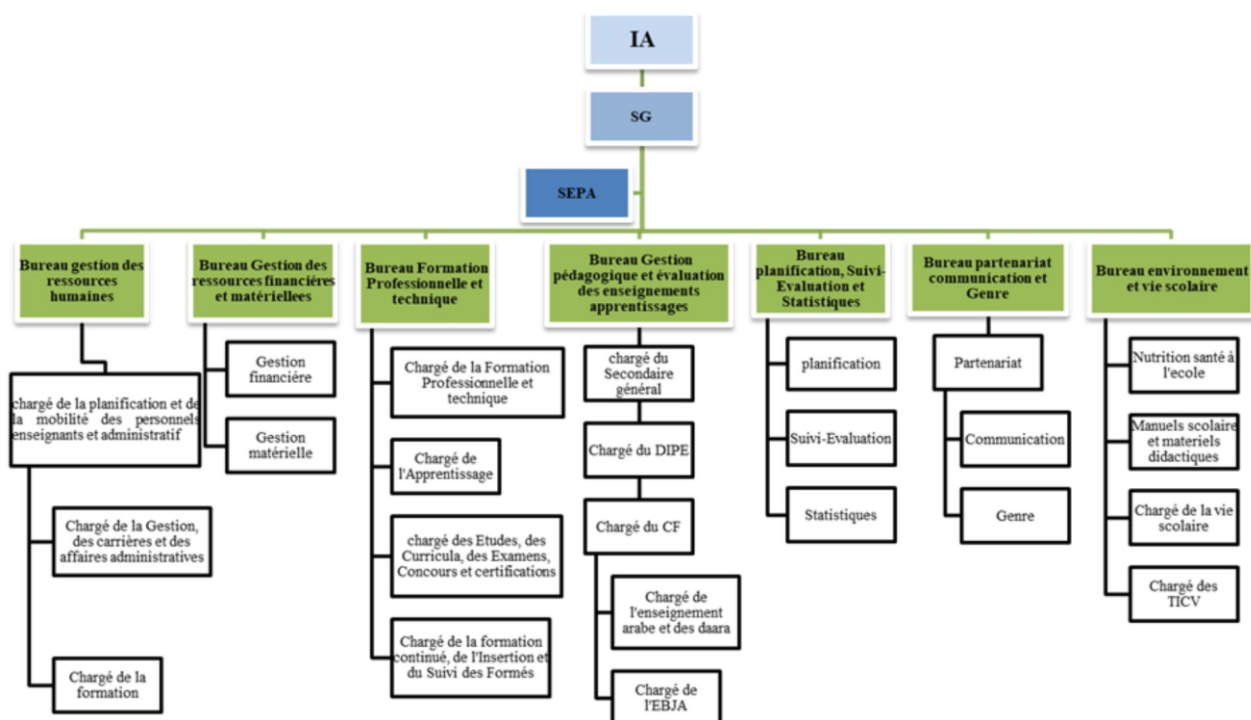 IA
SG
SEPA
Bureau gestion des
ressources
humaines
Bureau Gestion des
ressources financiéres
et matérièllees
Bureau Formation
Professionnelle et
technique
Bureau Gestion
pédagogique et évaluation
des enseignements
apprentissages
Bureau
planification, Suivi-
Evaluation et
Statistiques
Bureau partenariat
communication et
Genre
Bureau environnement
et vie scolaire
chargé de la planification et de
la mobilité des personnels
enseignants et administratif
Chargé de la Gestion,
des carrières et des
affaires administratives
Chargé de la
formation
Gestion
financiére
Gestion
matérielle
Chargé de la Formation
Professionnelle et
technique
Chargé de
l'Apprentissage
chargé des Etudes, des
Curricula, des Examens,
Concours et certifications
Chargé de la formation
continué, de l'Insertion et
du Suivi des Formés
chargé du
Secondaire
général
Chargé du DIPE
Chargé du CF
Chargé de
l'enseignement
arabe et des daara
Chargé de
l'EBJA
planification
Suivi-Evaluation
Statistiques
Partenariat
Communication
Genre
Nutrition santé à
l'ecole
Manuels scolaire
et materiels
didactiques
Chargé de la vie
scolaire
Chargé des
TICV